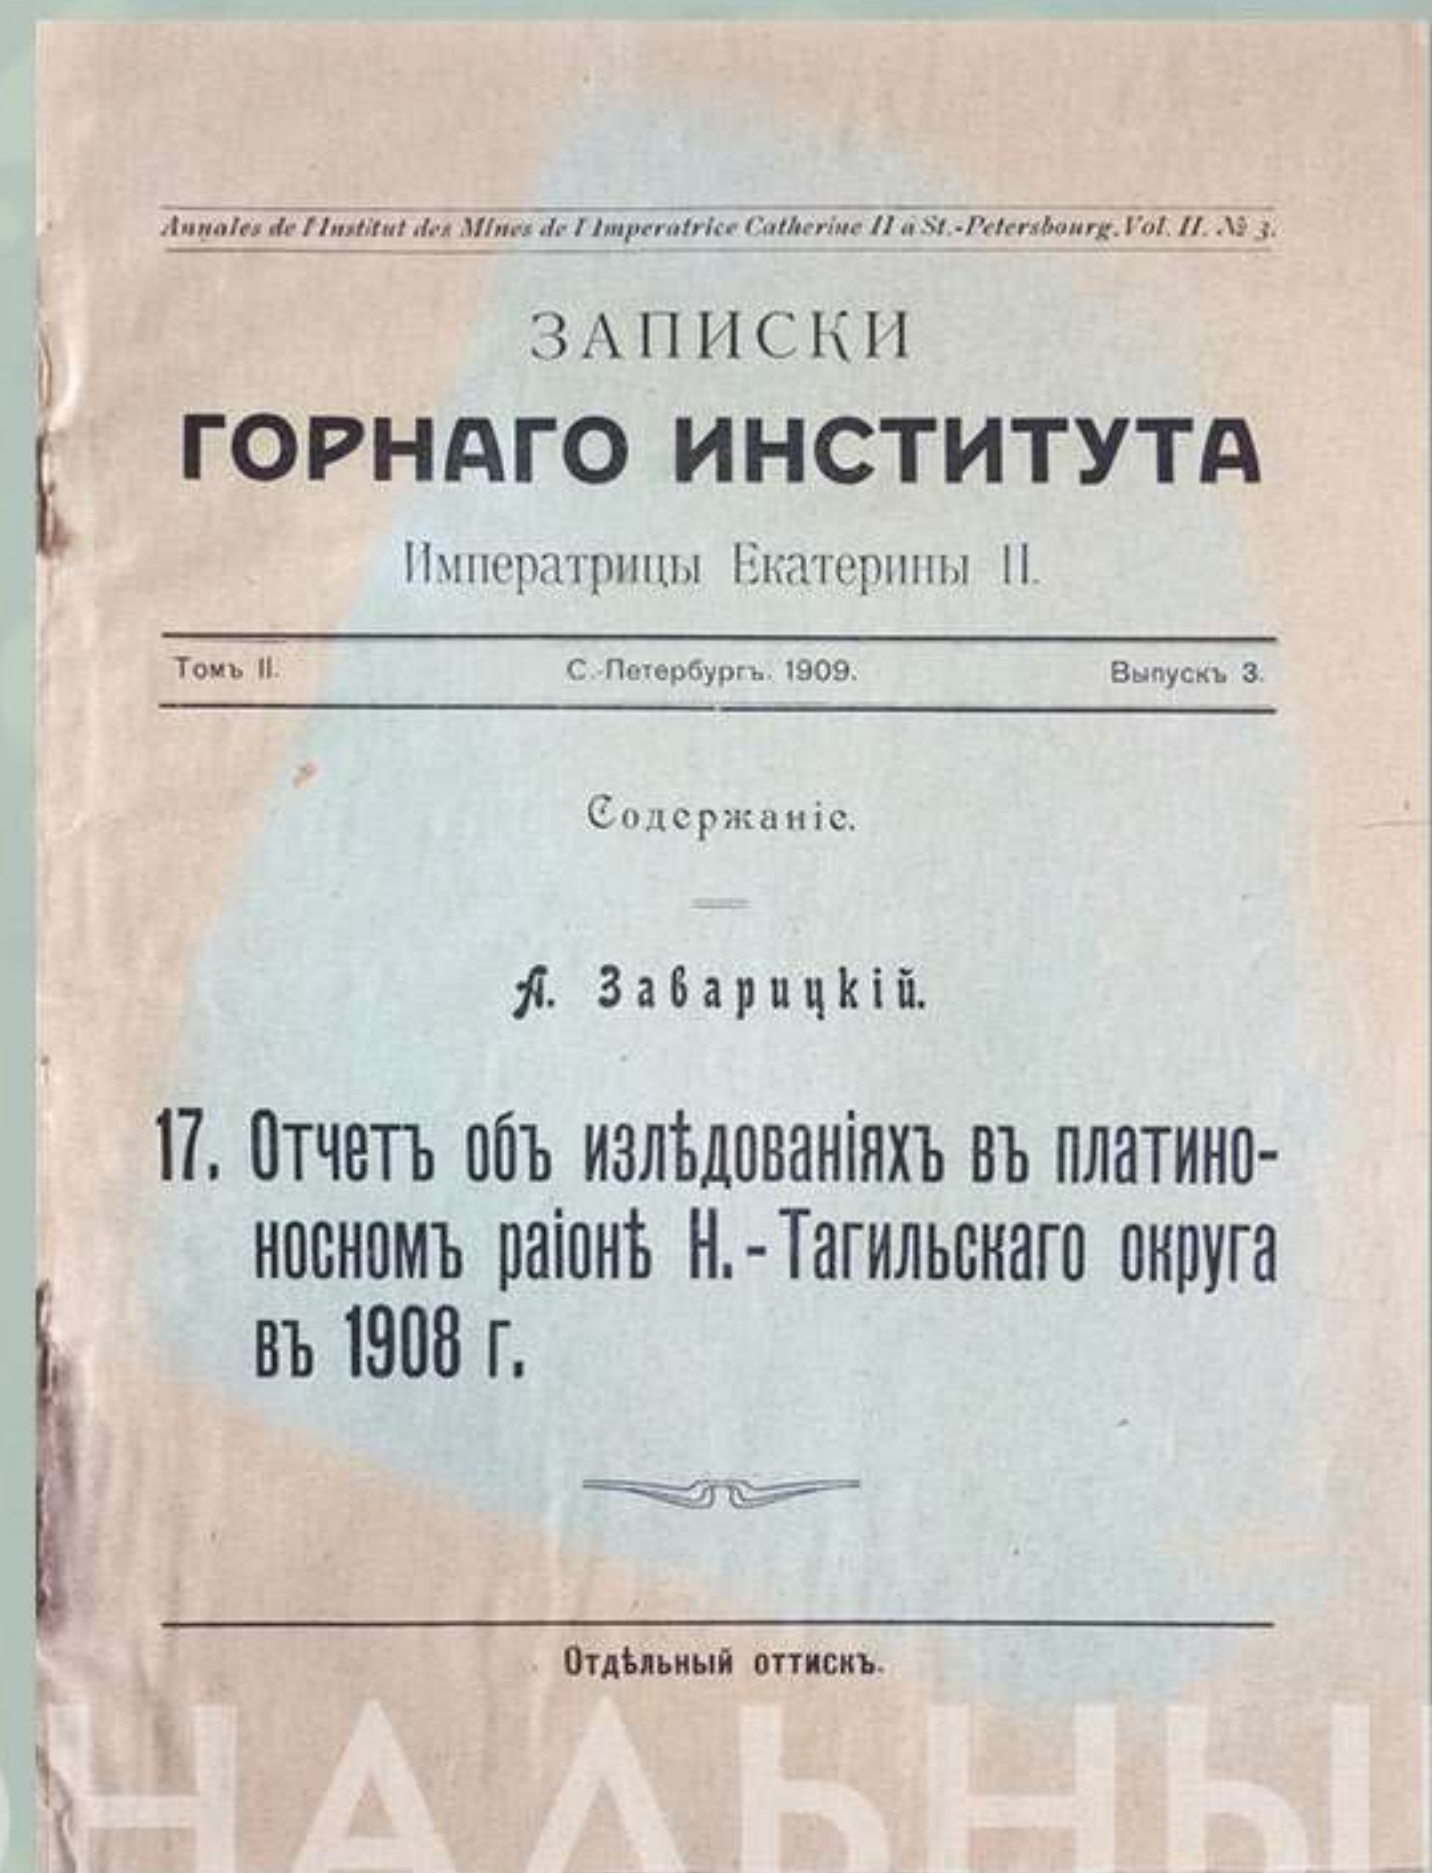 Annales de l'Institut des Mines de l'Imperatrice Catherine II à St.-Petersbourg. Vol. II. № 3.
ЗАПИСКИ
ГОРНАГО ИНСТИТУТА
Императрицы Екатерины II.
Томъ II. С.-Петербургъ. 1909. Выпускъ 3.
Содержаніе.
А. Заварицкій.
17. Отчетъ объ излѣдованіяхъ въ платино-
носномъ раіонѣ Н.-Тагильскаго округа
въ 1908 г.
Отдѣльный оттискъ.
ОНАЛЬНЫ